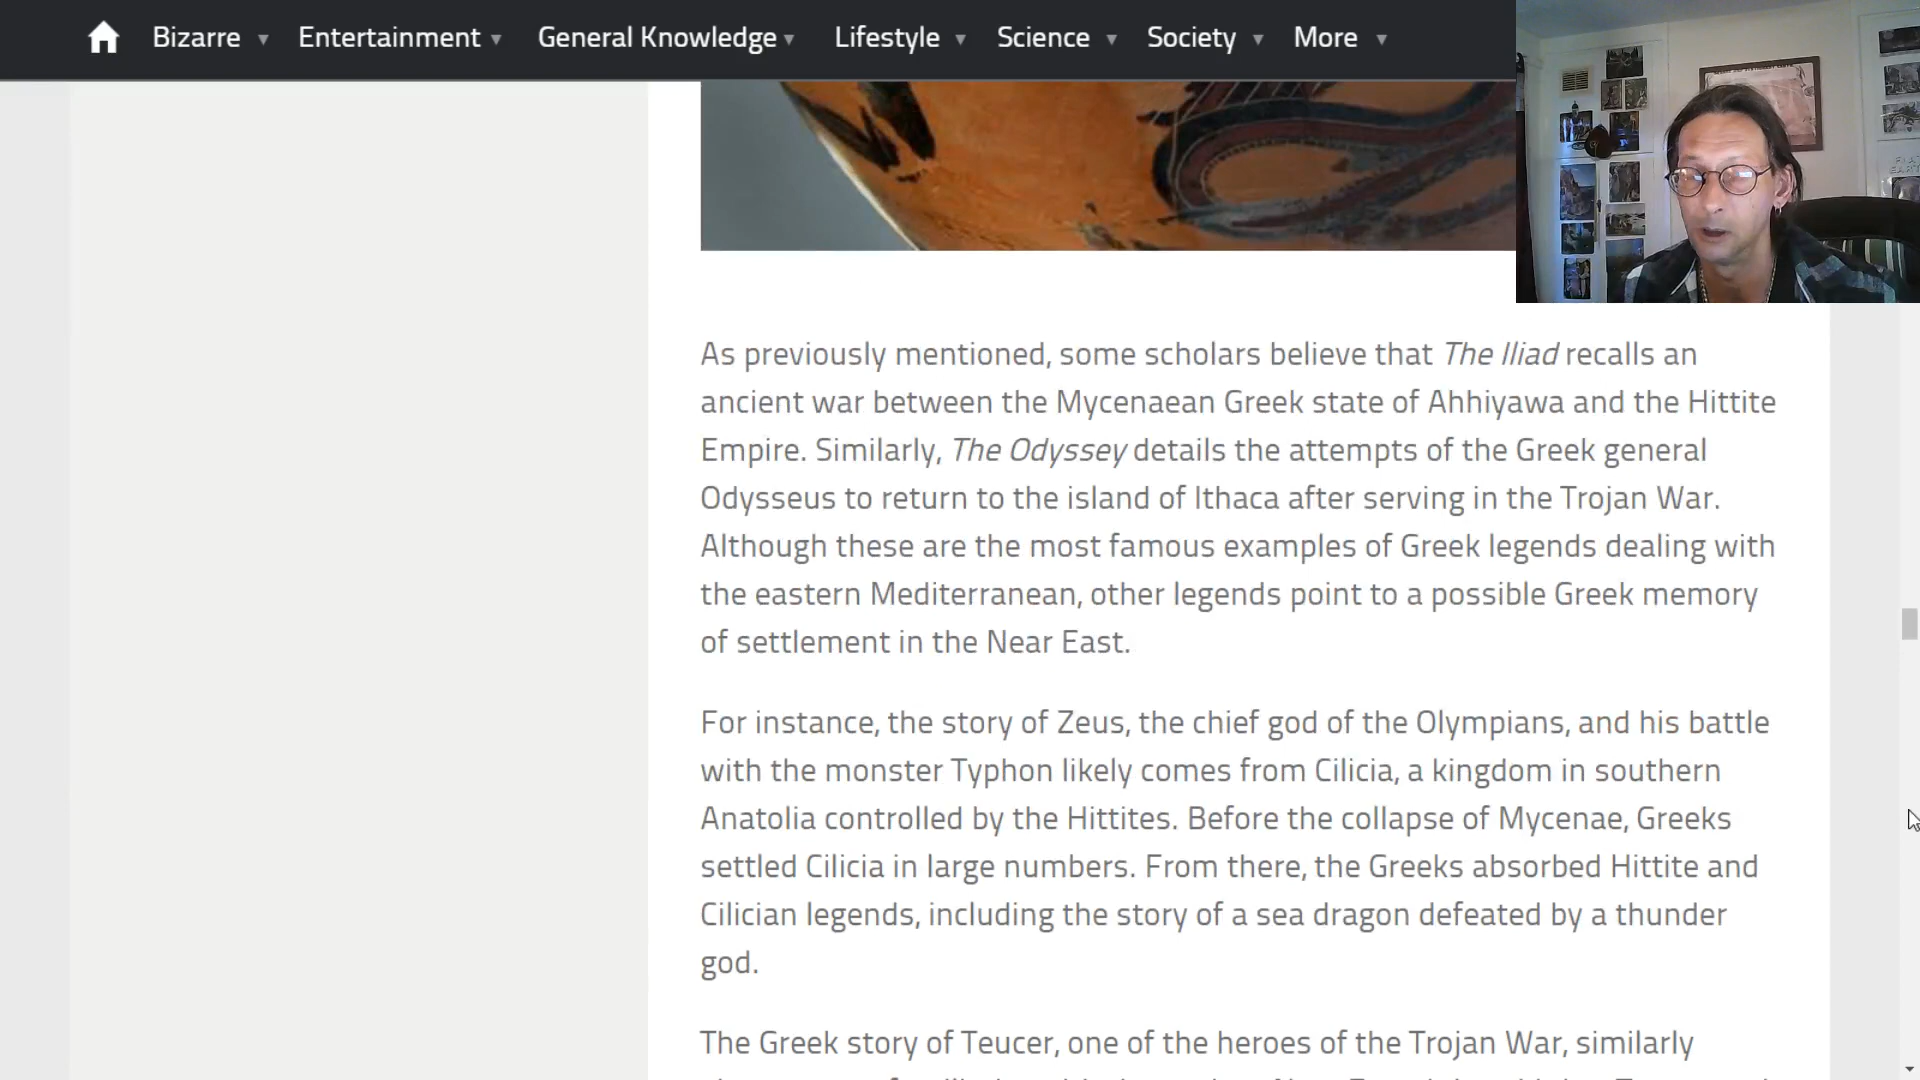 Bizarre Entertainment General Knowledge Lifestyle Science Society More
As previously mentioned, some scholars believe that The Iliad recalls an
ancient war between the Mycenaean Greek state of Ahhiyawa and the Hittite
Empire. Similarly, The Odyssey details the attempts of the Greek general
Odysseus to return to the island of Ithaca after serving in the Trojan War.
Although these are the most famous examples of Greek legends dealing with
the eastern Mediterranean, other legends point to a possible Greek memory
of settlement in the Near East.
For instance, the story of Zeus, the chief god of the Olympians, and his battle
with the monster Typhon likely comes from Cilicia, a kingdom in southern
Anatolia controlled by the Hittites. Before the collapse of Mycenae, Greeks
settled Cilicia in large numbers. From there, the Greeks absorbed Hittite and
Cilician legends, including the story of a sea dragon defeated by a thunder
god.
The Greek story of Teucer, one of the heroes of the Trojan War, similarly